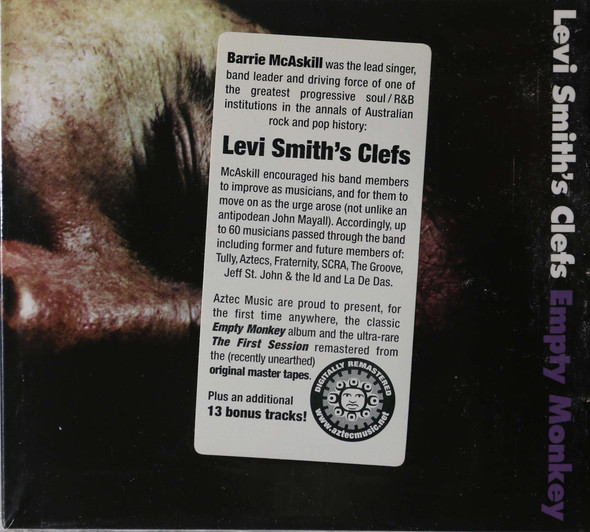 Barrie McAskill was the lead singer,
band leader and driving force of one of
the greatest progressive soul / R&B
institutions in the annals of Australian
rock and pop history:
Levi Smith's Clefs
McAskill encouraged his band members
to improve as musicians, and for them to
move on as the urge arose (not unlike an
antipodean John Mayall). Accordingly, up
to 60 musicians passed through the band
including former and future members of:
Tully, Aztecs, Fraternity, SCRA, The Groove,
Jeff St. John & the Id and La De Das.
Aztec Music are proud to present, for
the first time anywhere, the classic
Empty Monkey album and the ultra-rare
The First Session remastered from
the (recently unearthed)
original master tapes.
Plus an additional
13 bonus tracks!
DIGITALLY REMASTERED
www.aztecmusic.net
Levi Smith's Clefs Empty Monkey